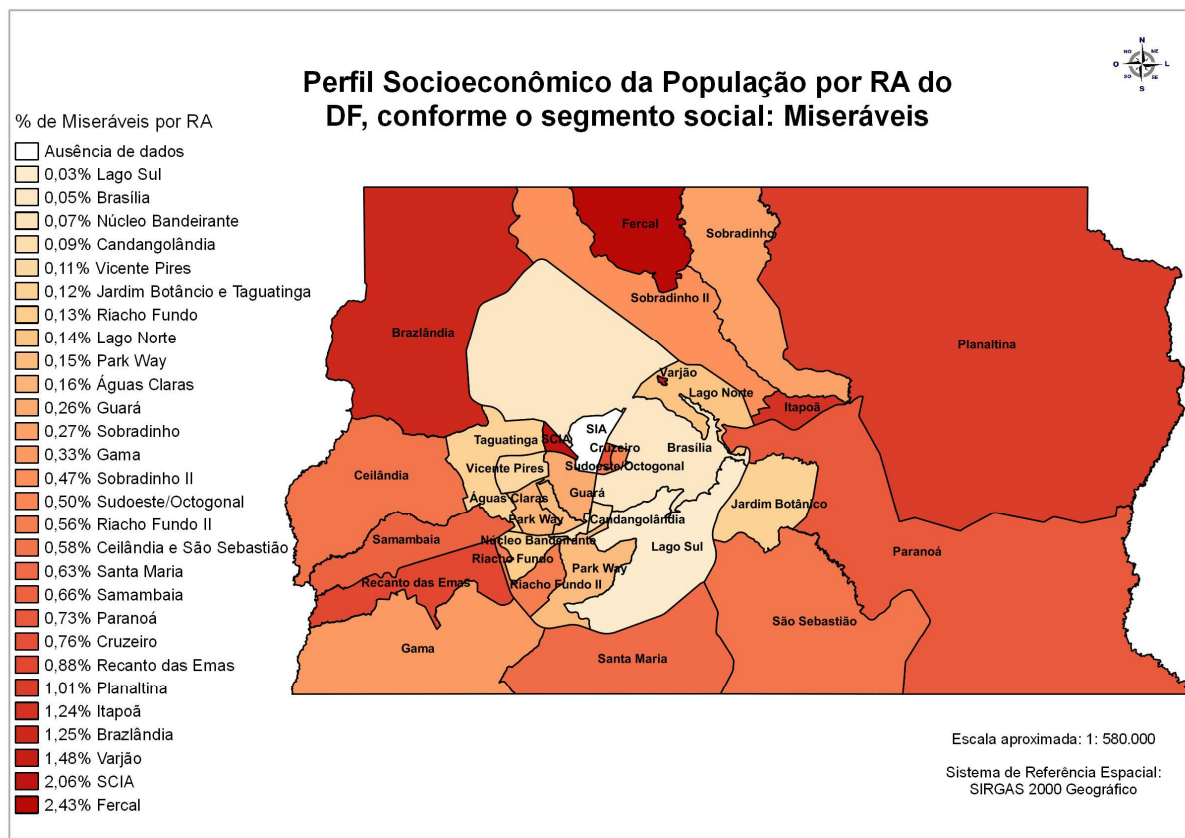 Perfil Socioeconômico da População por RA do
DF, conforme o segmento social: Miseráveis
N
NO
NE
O
L
SO
SE
S
% de Miseráveis por RA
Ausência de dados
0,03% Lago Sul
0,05% Brasília
0,07% Núcleo Bandeirante
0,09% Candangolândia
0,11% Vicente Pires
0,12% Jardim Botâncio e Taguatinga
0,13% Riacho Fundo
0,14% Lago Norte
0,15% Park Way
0,16% Águas Claras
0,26% Guará
0,27% Sobradinho
0,33% Gama
0,47% Sobradinho II
0,50% Sudoeste/Octogonal
0,56% Riacho Fundo II
0,58% Ceilândia e São Sebastião
0,63% Santa Maria
0,66% Samambaia
0,73% Paranoá
0,76% Cruzeiro
0,88% Recanto das Emas
1,01% Planaltina
1,24% Itapoã
1,25% Brazlândia
1,48% Varjão
2,06% SCIA
2,43% Fercal
Fercal
Sobradinho
Sobradinho II
Brazlândia
Planaltina
Varjão
Lago Norte
Itapoã
SIA
Taguatinga
SCIA
Cruzeiro
Brasília
Vicente Pires
Sudoeste/Octogonal
Ceilândia
Águas Claras
Guará
Jardim Botânico
Park Way
Candangolândia
Samambaia
Núcleo Bandeirante
Lago Sul
Paranoá
Riacho Fundo
Park Way
Recanto das Emas
Riacho Fundo II
São Sebastião
Gama
Santa Maria
Escala aproximada: 1: 580.000
Sistema de Referência Espacial:
SIRGAS 2000 Geográfico